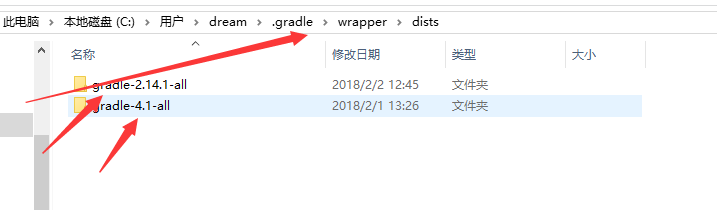 此电脑 > 本地磁盘 (C:) > 用户 > dream > .gradle > wrapper > dists
名称 修改日期 类型 大小
gradle-2.14.1-all 2018/2/2 12:45 文件夹
gradle-4.1-all 2018/2/1 13:26 文件夹